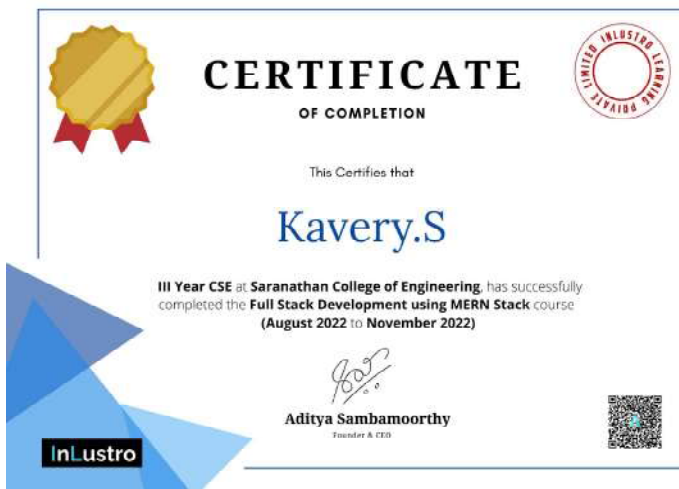 CERTIFICATE
INLUSTRO LEARNING PRIVATE LIMITED
OF COMPLETION
This Certifies that
Kavery.S
III Year CSE at Saranathan College of Engineering, has successfully
completed the Full Stack Development using MERN Stack course
(August 2022 to November 2022)
Aditya Sambamoorthy
Founder & CEO
InLustro